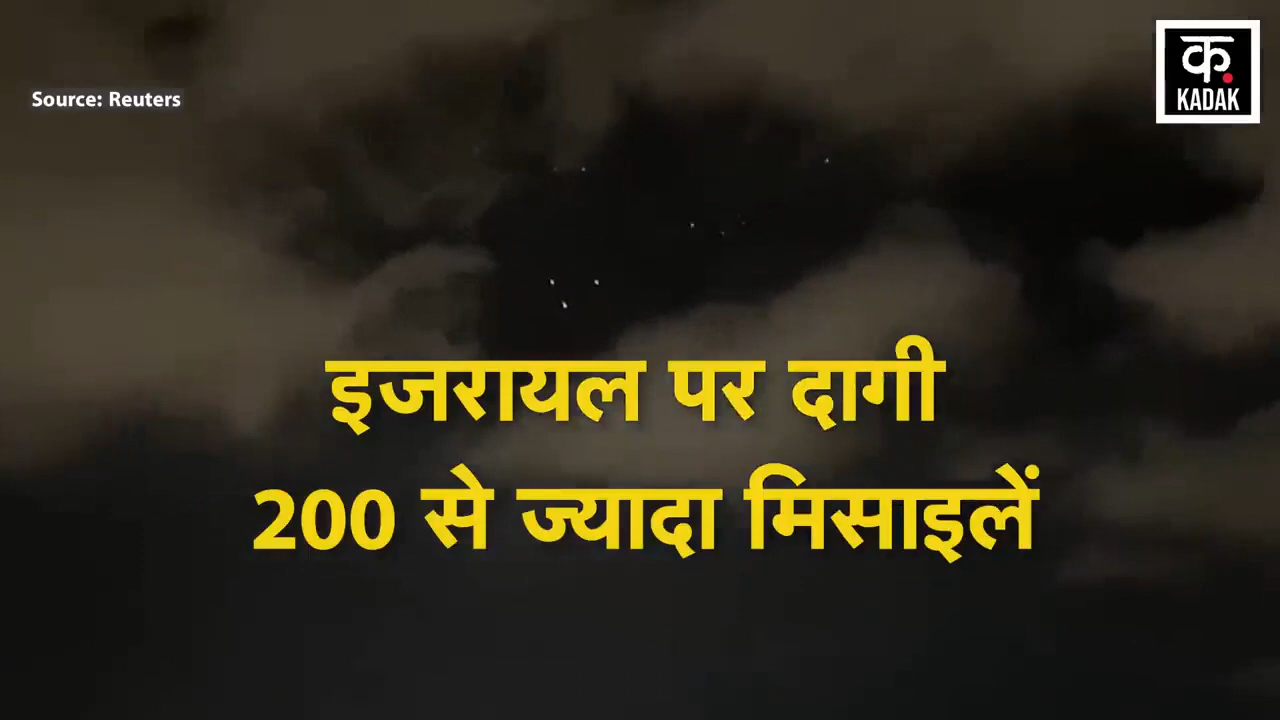 Source: Reuters
क.
KADAK
इजरायल पर दागी
200 से ज्यादा मिसाइलें